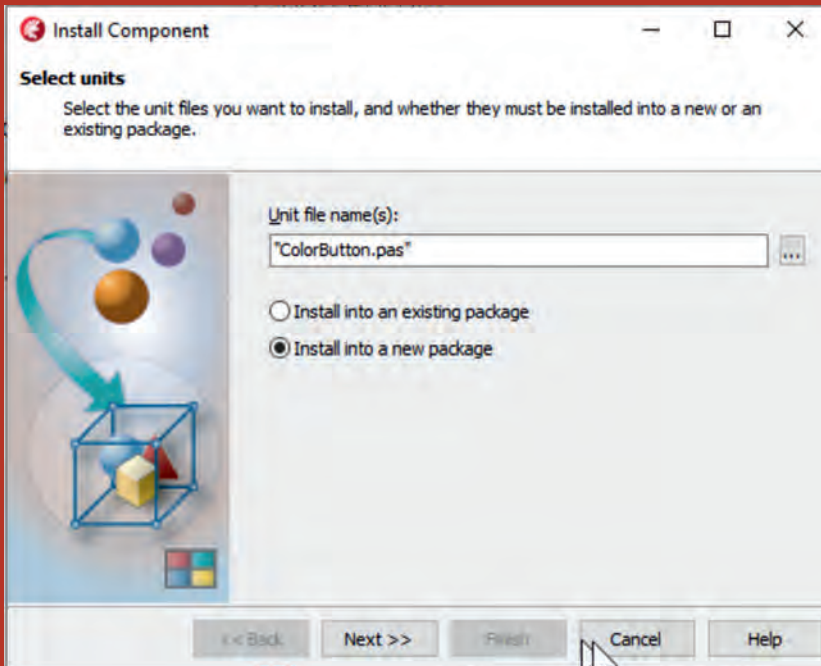 Install Component
Select units
Select the unit files you want to install, and whether they must be installed into a new or an
existing package.
Unit file name(s):
"ColorButton.pas"
...
Install into an existing package
Install into a new package
<< Back Next >> Finish Cancel Help